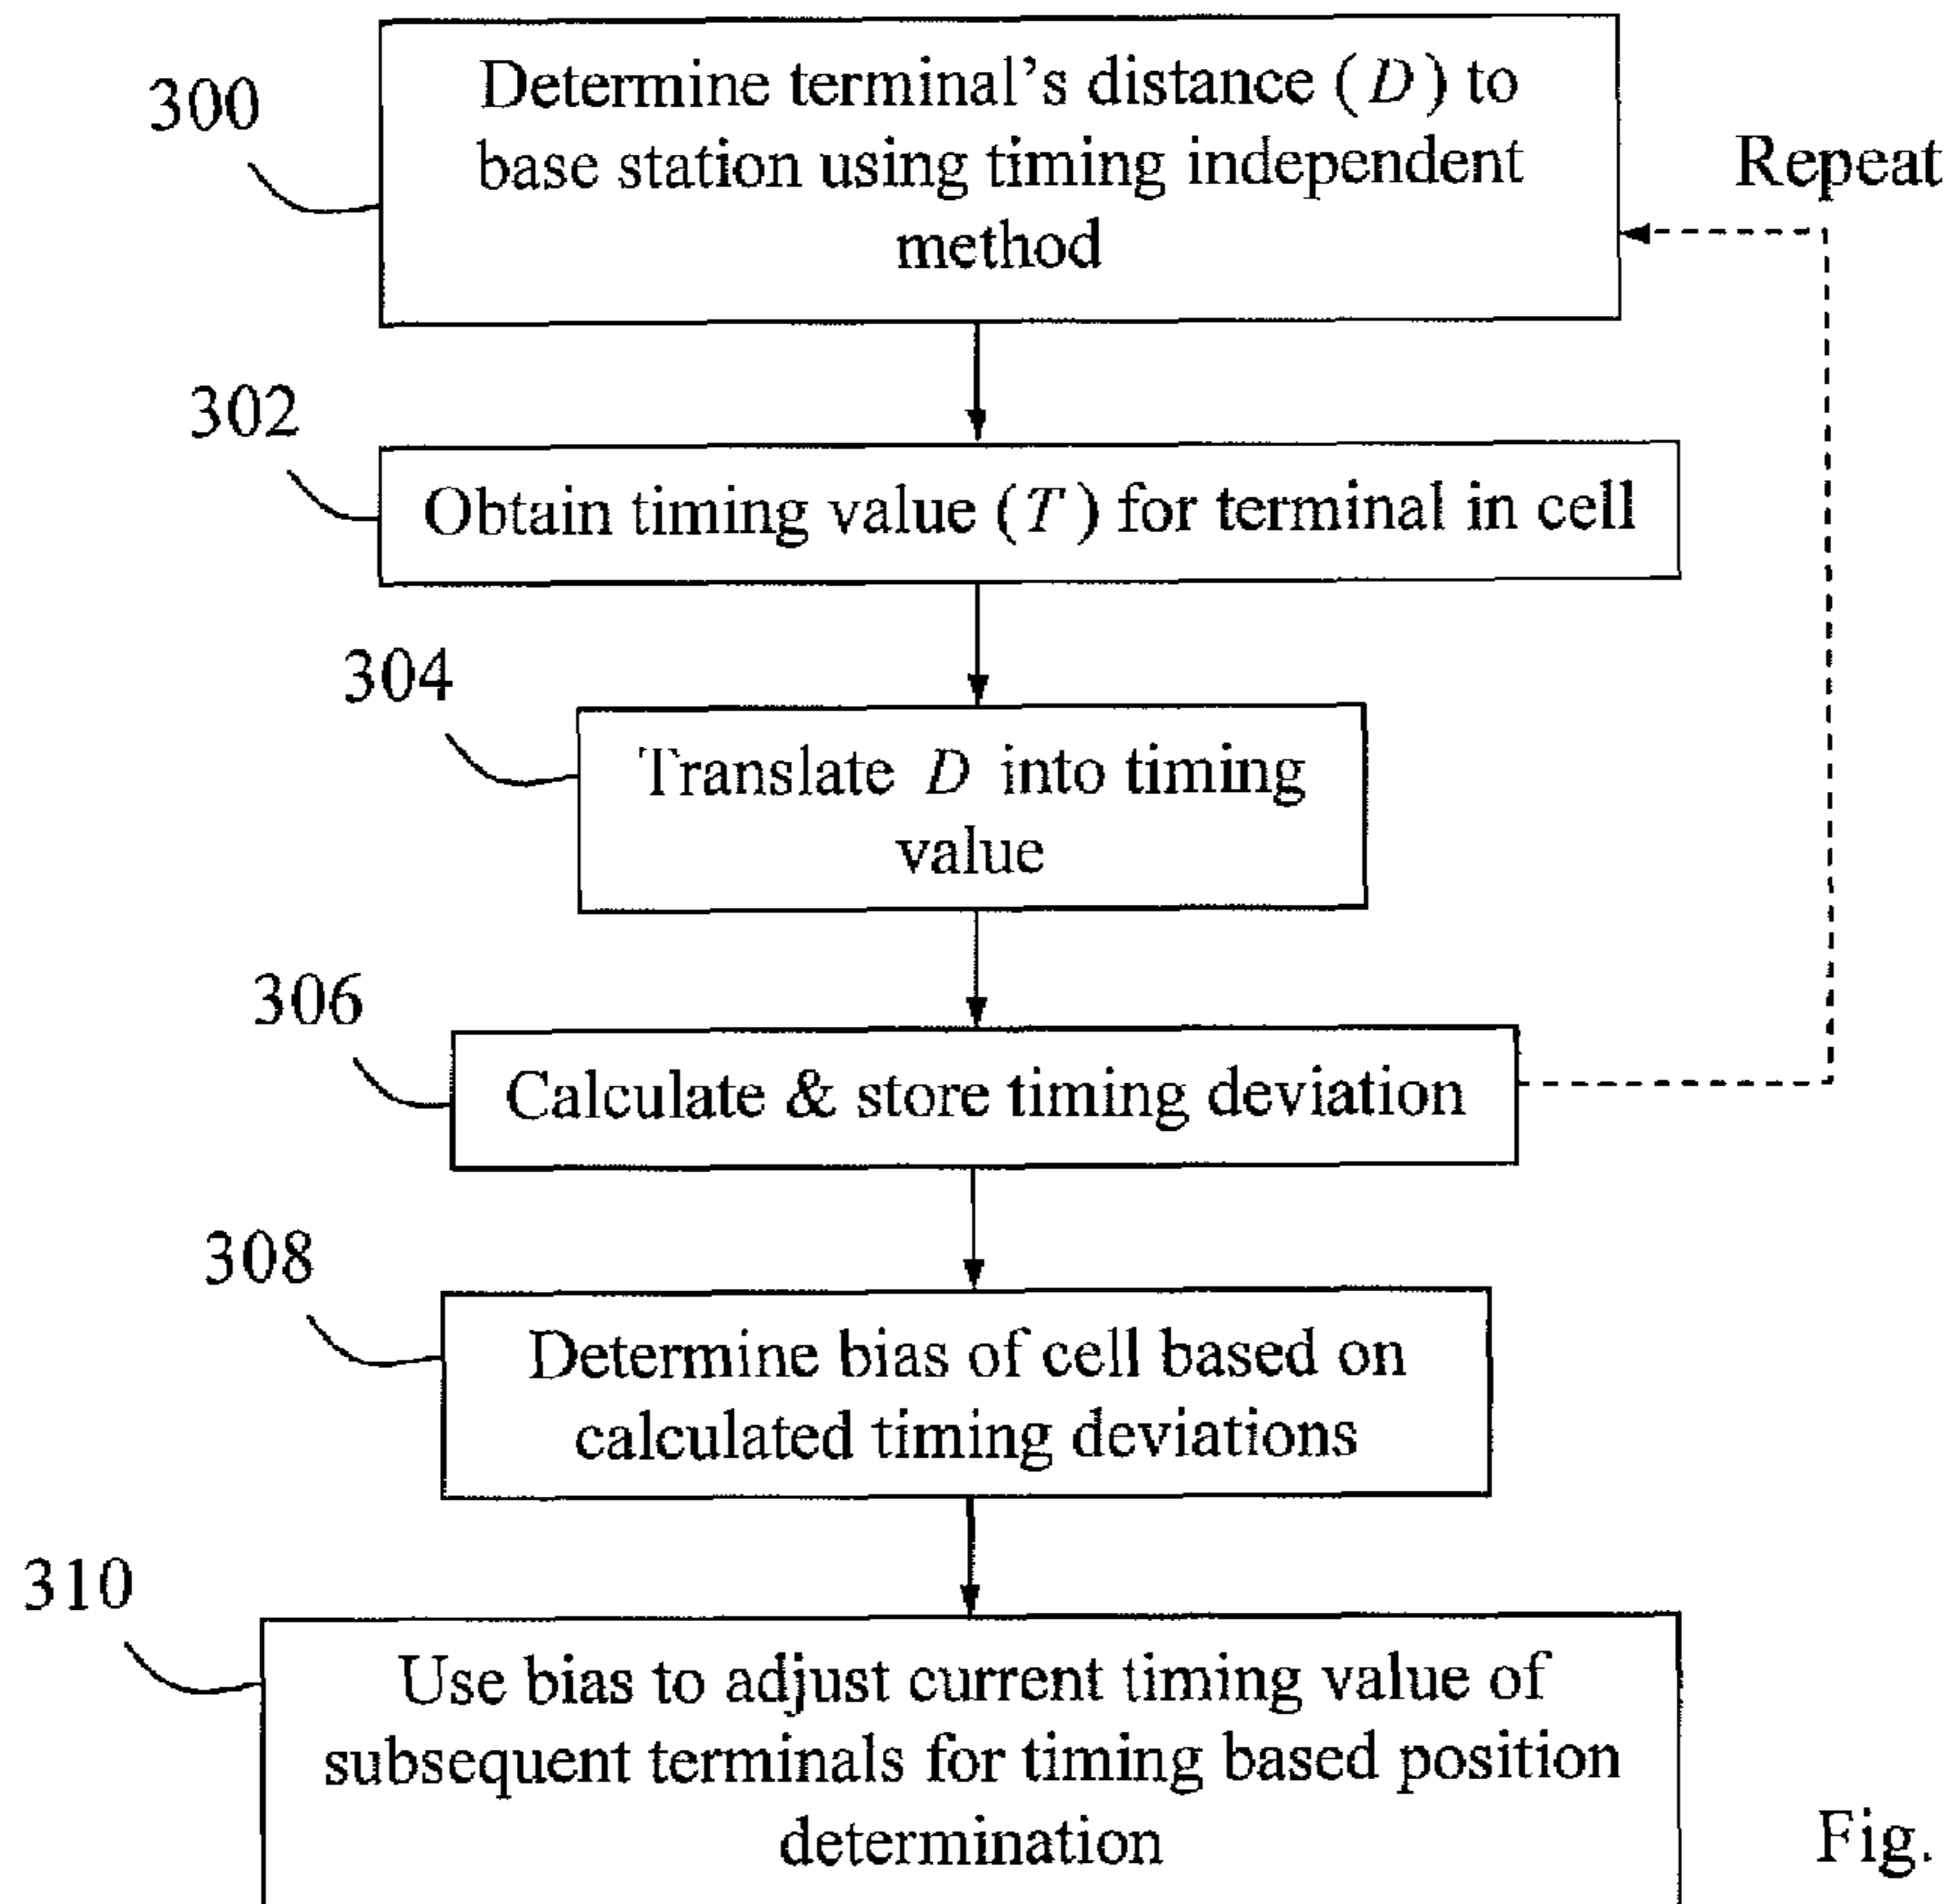 300
Determine terminal's distance (D) to
base station using timing independent
method
Repeat
302
Obtain timing value (T) for terminal in cell
304
Translate D into timing
value
306
Calculate & store timing deviation
308
Determine bias of cell based on
calculated timing deviations
310
Use bias to adjust current timing value of
subsequent terminals for timing based position
determination
Fig.